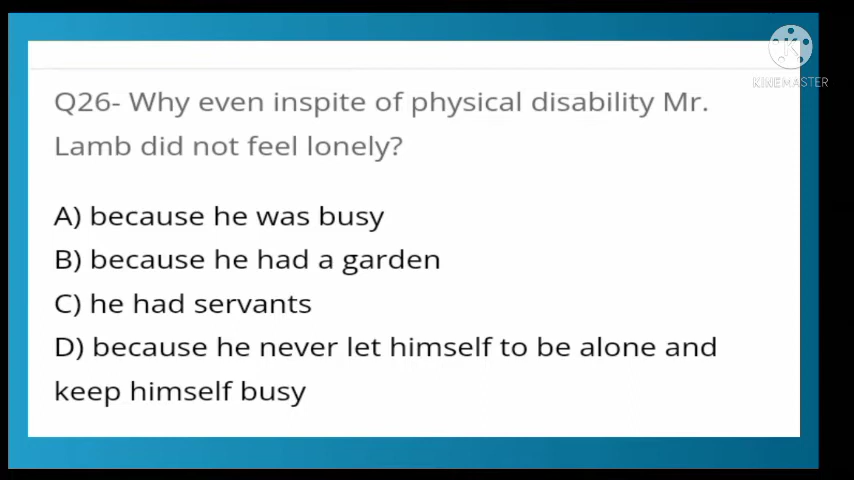 KINEMASTER
Q26- Why even inspite of physical disability Mr.
Lamb did not feel lonely?
A) because he was busy
B) because he had a garden
C) he had servants
D) because he never let himself to be alone and
keep himself busy